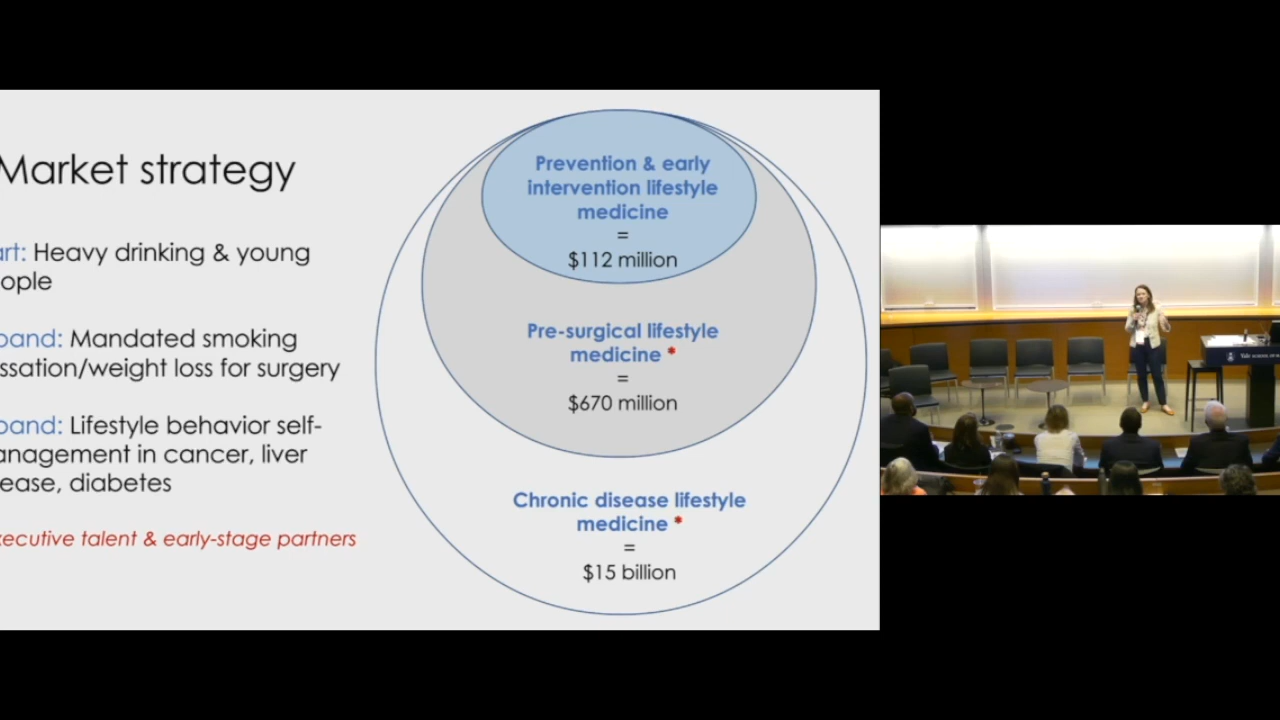 Market strategy
art: Heavy drinking & young
ople
pand: Mandated smoking
ssation/weight loss for surgery
pand: Lifestyle behavior self-
anagement in cancer, liver
ease, diabetes
xecutive talent & early-stage partners
Prevention & early
intervention lifestyle
medicine
=
$112 million
Pre-surgical lifestyle
medicine *
=
$670 million
Chronic disease lifestyle
medicine *
=
$15 billion